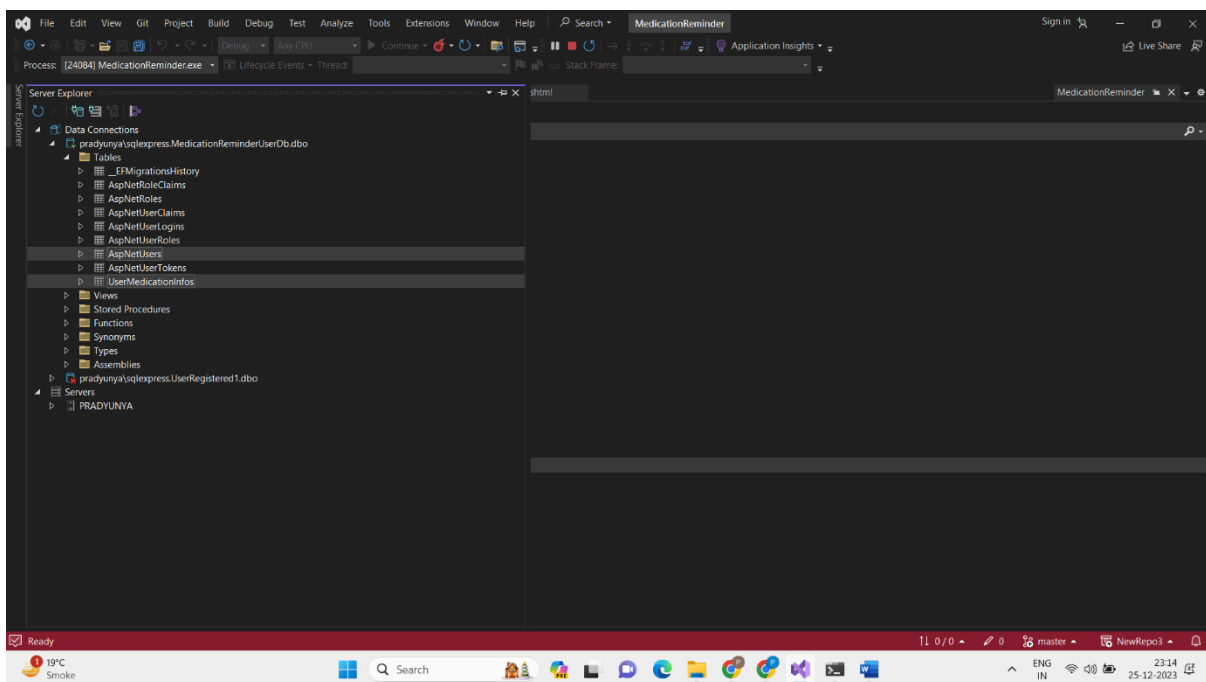 File Edit View Git Project Build Debug Test Analyze Tools Extensions Window Help Search MedicationReminder Sign in
Debug Any CPU Continue Application Insights Live Share
Process: [24084] MedicationReminder.exe Lifecycle Events Thread: Stack Frame:
Server Explorer
Server Explorer shtml MedicationReminder
Data Connections
pradyunya\sqlexpress.MedicationReminderUserDb.dbo
Tables
__EFMigrationsHistory
AspNetRoleClaims
AspNetRoles
AspNetUserClaims
AspNetUserLogins
AspNetUserRoles
AspNetUsers
AspNetUserTokens
UserMedicationInfos
Views
Stored Procedures
Functions
Synonyms
Types
Assemblies
pradyunya\sqlexpress.UserRegistered1.dbo
Servers
PRADYUNYA
Ready 0 / 0 0 master NewRepo3
1 19°C Search PRE ENG 23:14
Smoke IN 25-12-2023